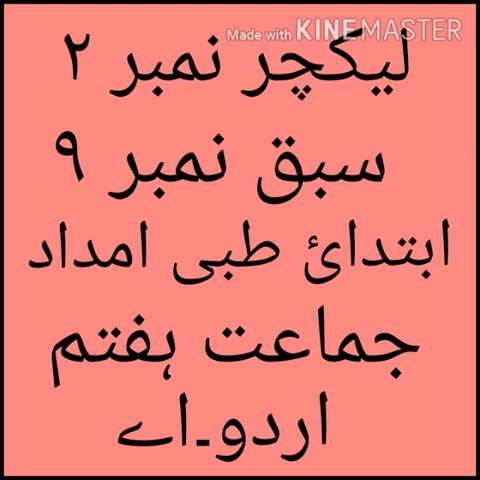 Made with KINEMASTER
لیکچر نمبر ۲
سبق نمبر ۹
ابتدائ طبی امداد
جماعت ہفتم
اردو۔اے